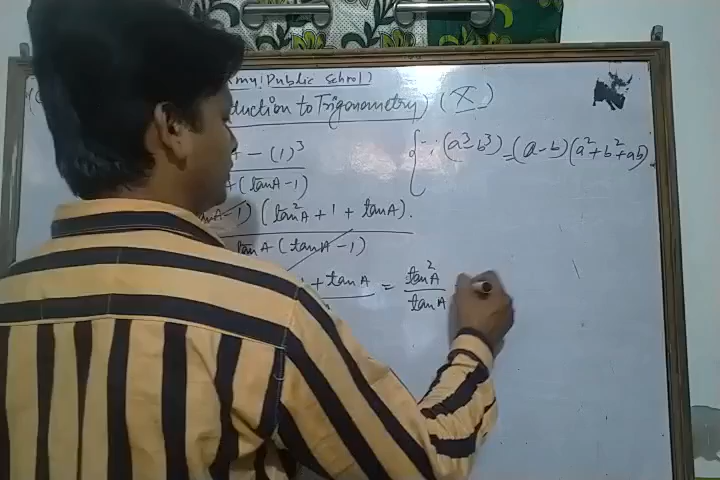 Public School)
duction to Trigonometry) (X)
{∵ (a³-b³) = (a-b)(a²+b²+ab)
- (1)³
(tanA-1)
-1) (tan²A + 1 + tanA).
tanA (tanA - 1)
+ tanA = tan²A
tanA